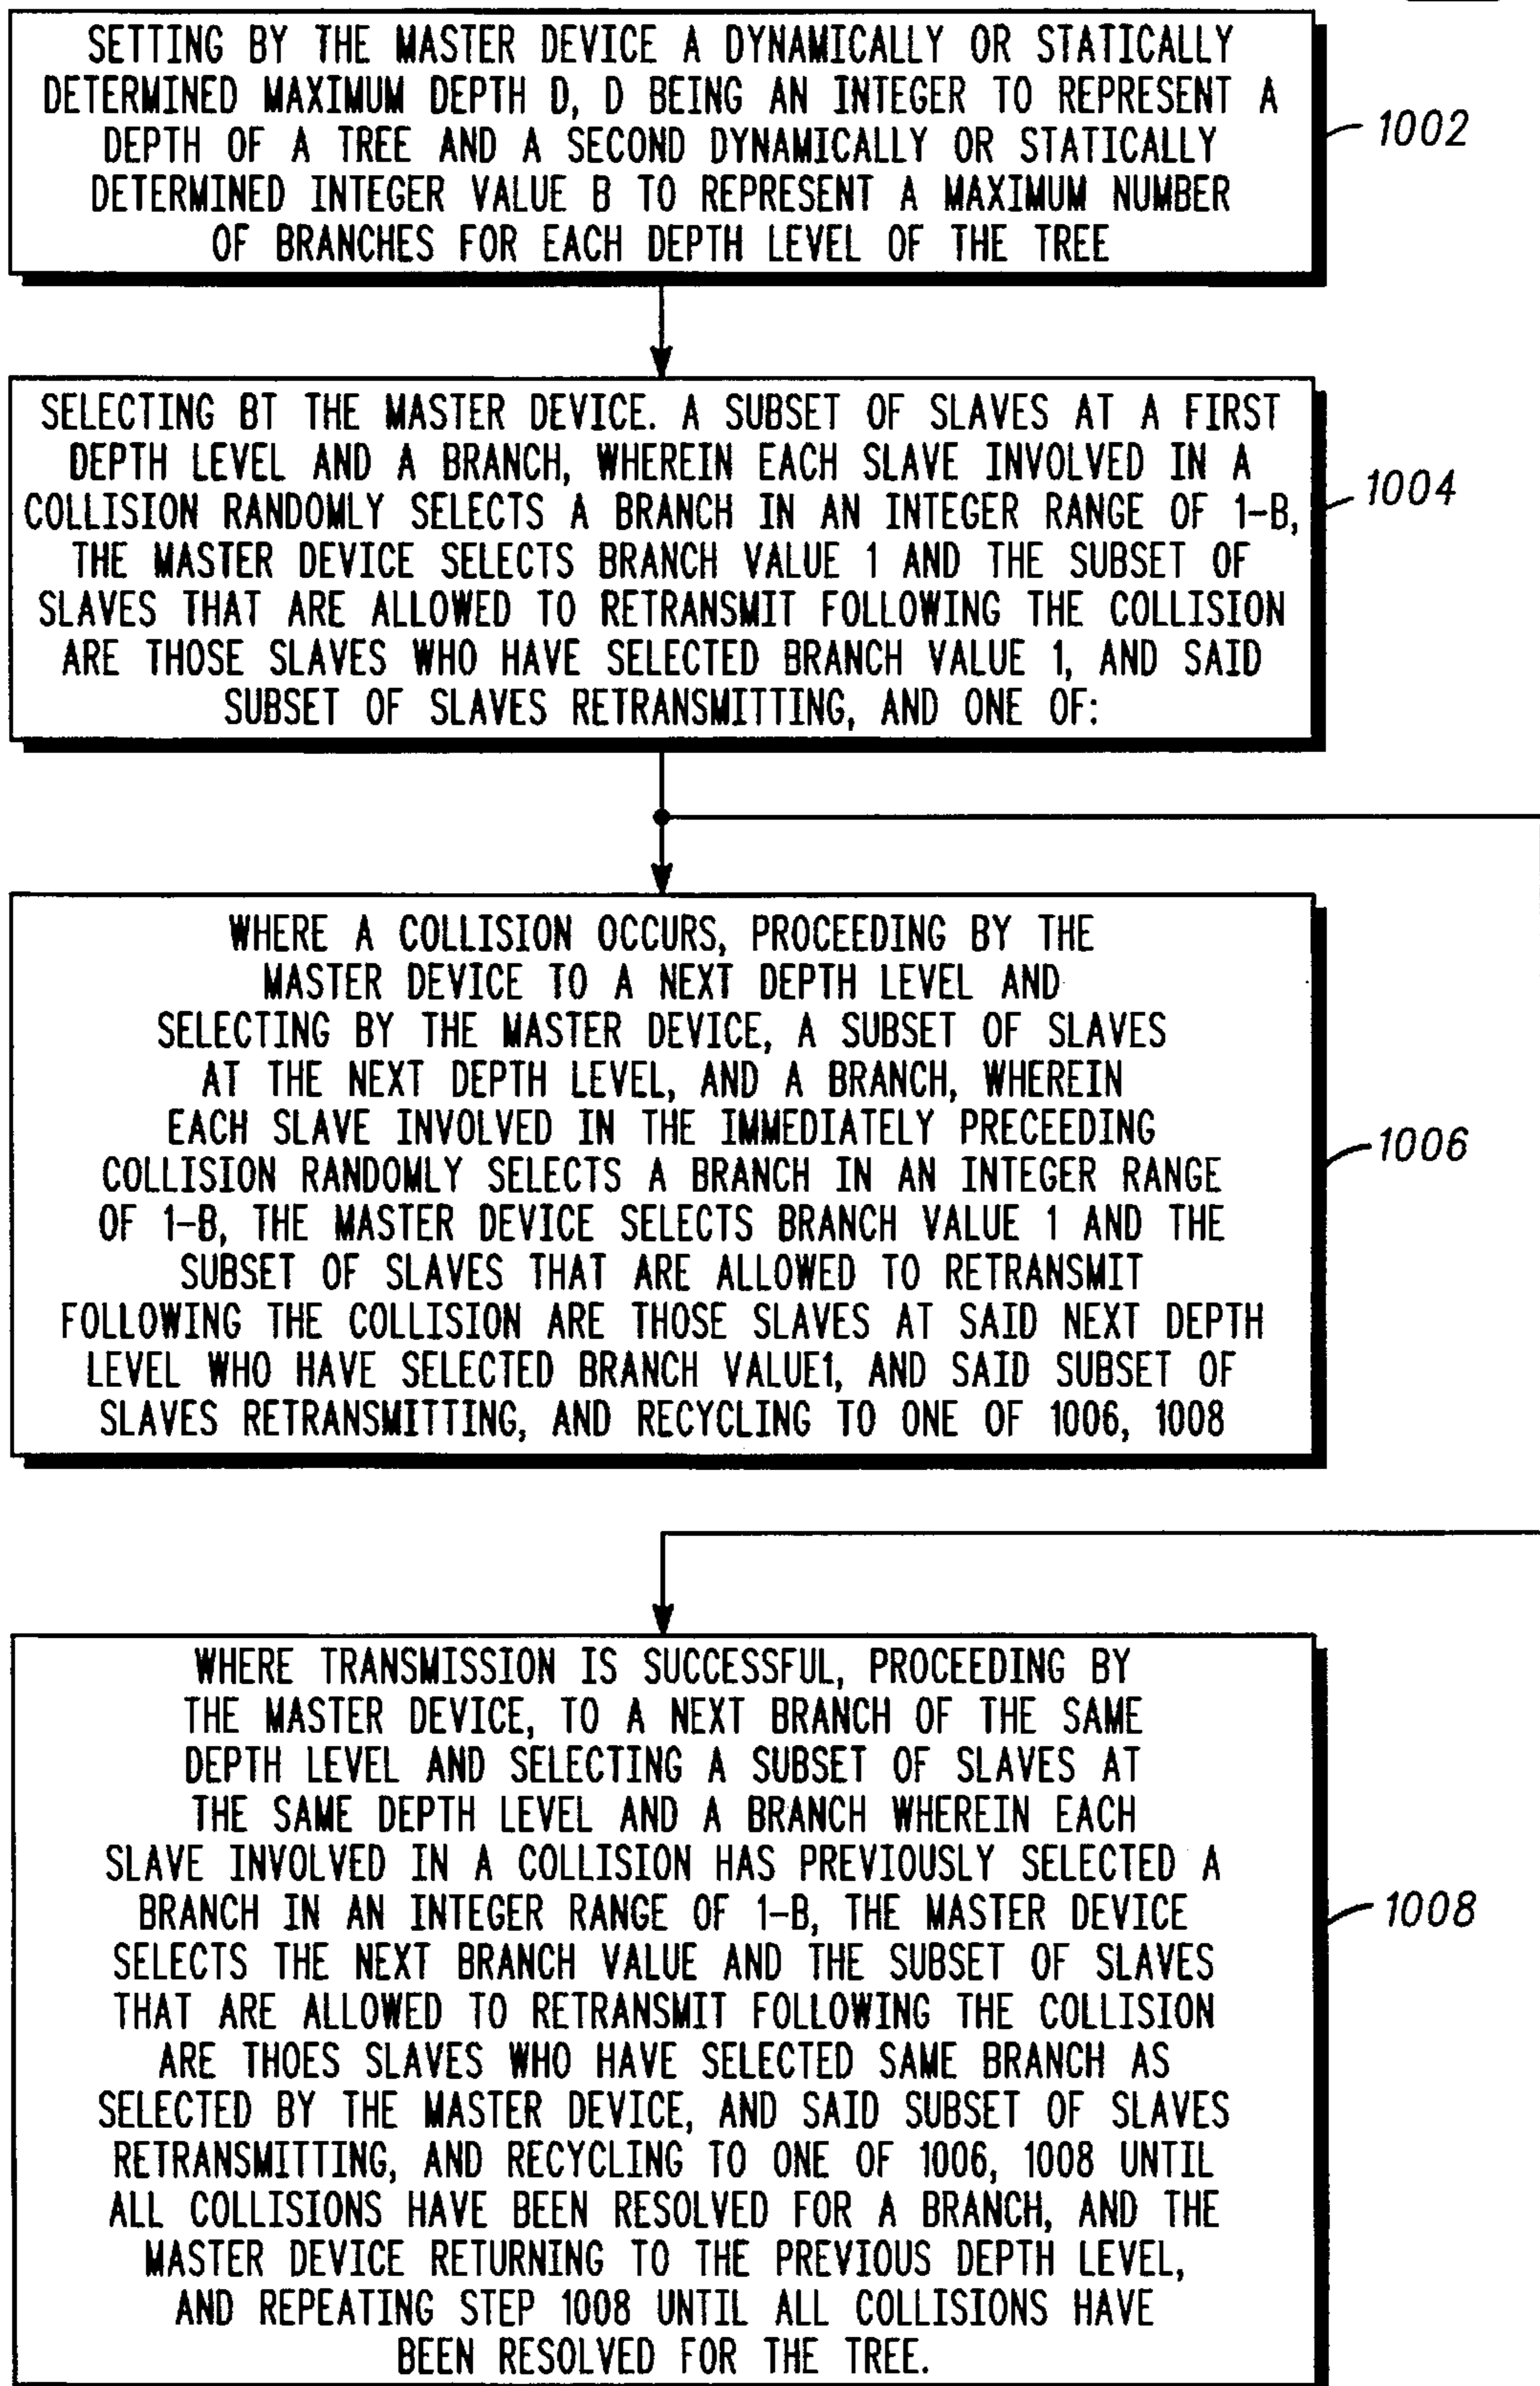 SETTING BY THE MASTER DEVICE A DYNAMICALLY OR STATICALLY
DETERMINED MAXIMUM DEPTH D, D BEING AN INTEGER TO REPRESENT A
DEPTH OF A TREE AND A SECOND DYNAMICALLY OR STATICALLY
DETERMINED INTEGER VALUE B TO REPRESENT A MAXIMUM NUMBER
OF BRANCHES FOR EACH DEPTH LEVEL OF THE TREE
1002
SELECTING BT THE MASTER DEVICE. A SUBSET OF SLAVES AT A FIRST
DEPTH LEVEL AND A BRANCH, WHEREIN EACH SLAVE INVOLVED IN A
COLLISION RANDOMLY SELECTS A BRANCH IN AN INTEGER RANGE OF 1-B,
THE MASTER DEVICE SELECTS BRANCH VALUE 1 AND THE SUBSET OF
SLAVES THAT ARE ALLOWED TO RETRANSMIT FOLLOWING THE COLLISION
ARE THOSE SLAVES WHO HAVE SELECTED BRANCH VALUE 1, AND SAID
SUBSET OF SLAVES RETRANSMITTING, AND ONE OF:
1004
WHERE A COLLISION OCCURS, PROCEEDING BY THE
MASTER DEVICE TO A NEXT DEPTH LEVEL AND
SELECTING BY THE MASTER DEVICE, A SUBSET OF SLAVES
AT THE NEXT DEPTH LEVEL, AND A BRANCH, WHEREIN
EACH SLAVE INVOLVED IN THE IMMEDIATELY PRECEEDING
COLLISION RANDOMLY SELECTS A BRANCH IN AN INTEGER RANGE
OF 1-B, THE MASTER DEVICE SELECTS BRANCH VALUE 1 AND THE
SUBSET OF SLAVES THAT ARE ALLOWED TO RETRANSMIT
FOLLOWING THE COLLISION ARE THOSE SLAVES AT SAID NEXT DEPTH
LEVEL WHO HAVE SELECTED BRANCH VALUE1, AND SAID SUBSET OF
SLAVES RETRANSMITTING, AND RECYCLING TO ONE OF 1006, 1008
1006
WHERE TRANSMISSION IS SUCCESSFUL, PROCEEDING BY
THE MASTER DEVICE, TO A NEXT BRANCH OF THE SAME
DEPTH LEVEL AND SELECTING A SUBSET OF SLAVES AT
THE SAME DEPTH LEVEL AND A BRANCH WHEREIN EACH
SLAVE INVOLVED IN A COLLISION HAS PREVIOUSLY SELECTED A
BRANCH IN AN INTEGER RANGE OF 1-B, THE MASTER DEVICE
SELECTS THE NEXT BRANCH VALUE AND THE SUBSET OF SLAVES
THAT ARE ALLOWED TO RETRANSMIT FOLLOWING THE COLLISION
ARE THOES SLAVES WHO HAVE SELECTED SAME BRANCH AS
SELECTED BY THE MASTER DEVICE, AND SAID SUBSET OF SLAVES
RETRANSMITTING, AND RECYCLING TO ONE OF 1006, 1008 UNTIL
ALL COLLISIONS HAVE BEEN RESOLVED FOR A BRANCH, AND THE
MASTER DEVICE RETURNING TO THE PREVIOUS DEPTH LEVEL,
AND REPEATING STEP 1008 UNTIL ALL COLLISIONS HAVE
BEEN RESOLVED FOR THE TREE.
1008